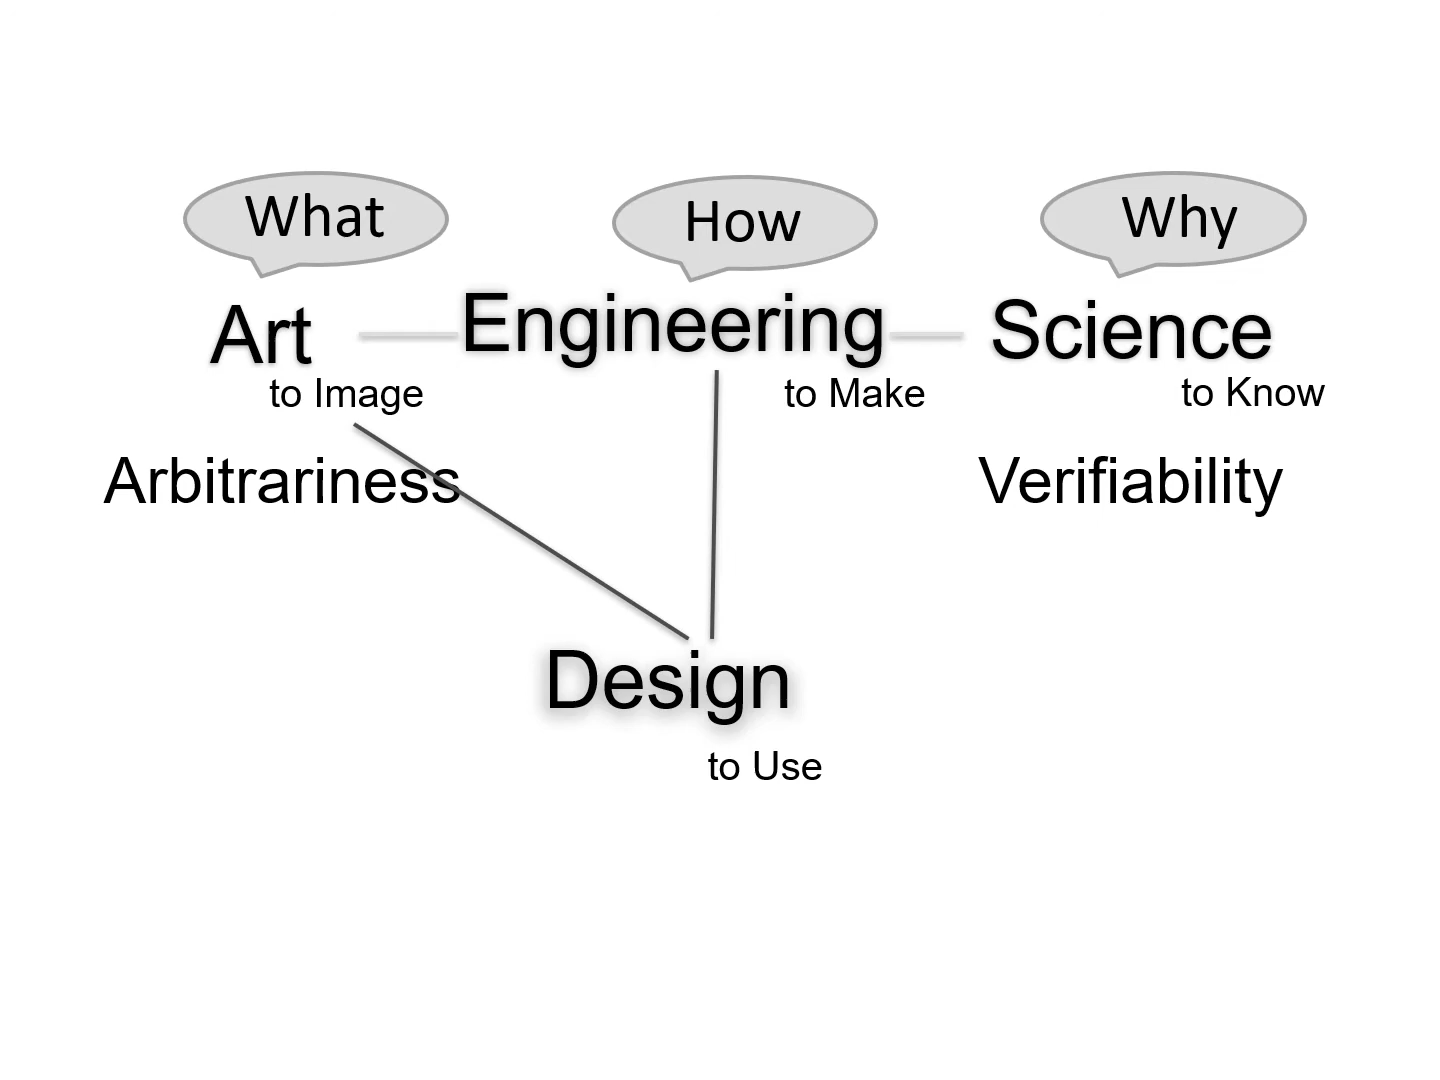 What
How
Why
Art
Engineering
Science
to Image
to Make
to Know
Arbitrariness
Verifiability
Design
to Use